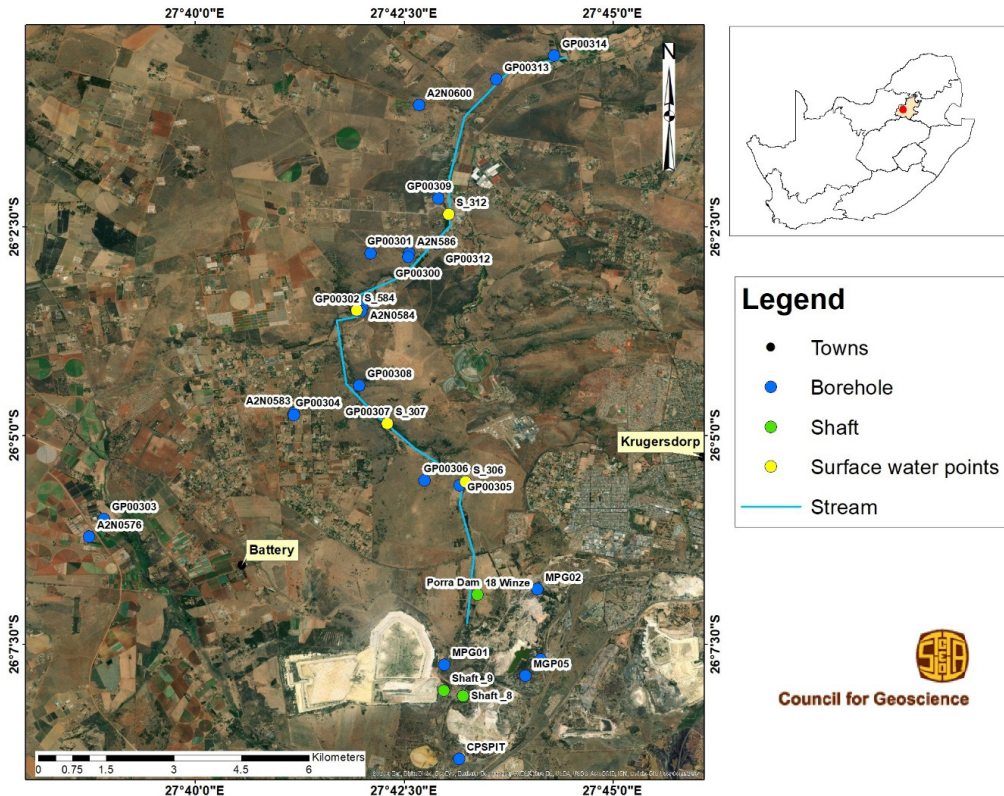 27°40'0"E
27°42'30"E
27°45'0"E
GP00314
GP00313
A2N0600
N
GP00309
S_312
26°2'30"S
26°2'30"S
GP00301
A2N586
GP00312
GP00300
GP00302
S_584
A2N0584
GP00308
A2N0583
GP00304
GP00307
S_307
26°5'0"S
26°5'0"S
Krugersdorp
GP00306
S_306
GP00305
GP00303
A2N0576
Battery
Porra Dam
18 Winze
MPG02
26°7'30"S
26°7'30"S
MPG01
MGP05
Shaft_9
Shaft_8
CPSPIT
Kilometers
0 0.75 1.5 3 4.5 6
27°40'0"E
27°42'30"E
27°45'0"E
Legend
Towns
Borehole
Shaft
Surface water points
Stream
Council for Geoscience